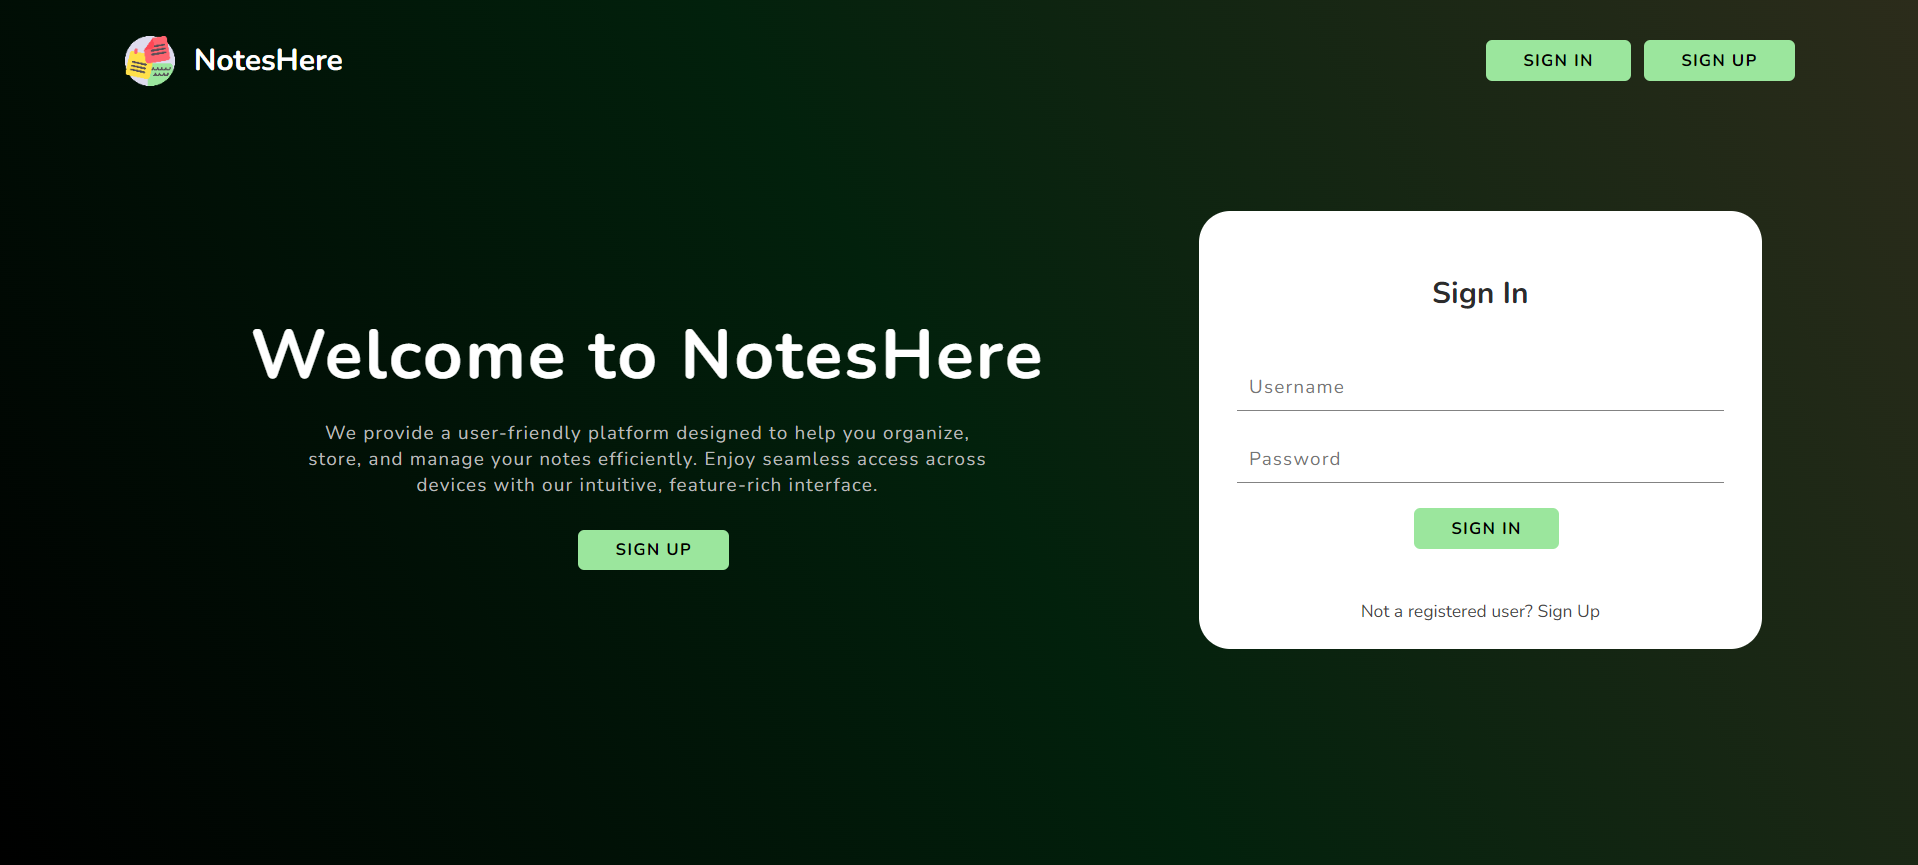 NotesHere
SIGN IN
SIGN UP
Welcome to NotesHere
We provide a user-friendly platform designed to help you organize,
store, and manage your notes efficiently. Enjoy seamless access across
devices with our intuitive, feature-rich interface.
SIGN UP
Sign In
Username
Password
SIGN IN
Not a registered user? Sign Up